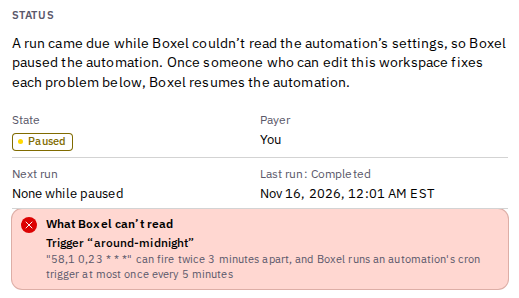 STATUS
A run came due while Boxel couldn’t read the automation’s settings, so Boxel
paused the automation. Once someone who can edit this workspace fixes
each problem below, Boxel resumes the automation.
State
Payer
Paused
You
Next run
Last run: Completed
None while paused
Nov 16, 2026, 12:01 AM EST
What Boxel can’t read
Trigger “around-midnight”
"58,1 0,23 * * *" can fire twice 3 minutes apart, and Boxel runs an automation's cron
trigger at most once every 5 minutes